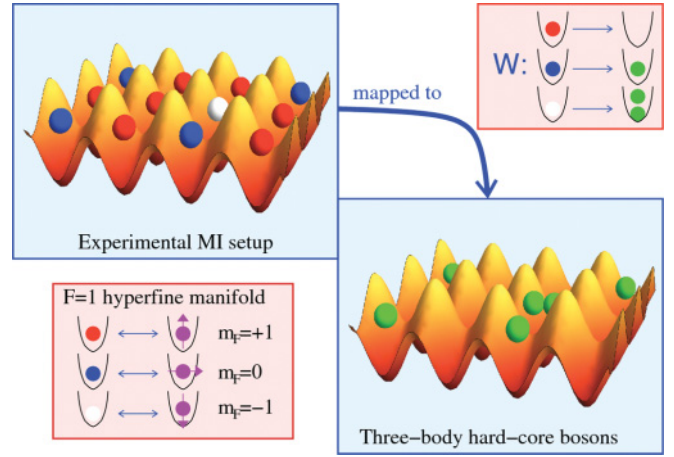 W:
mapped to
Experimental MI setup
F=1 hyperfine manifold
m_F=+1
m_F=0
m_F=−1
Three−body hard−core bosons